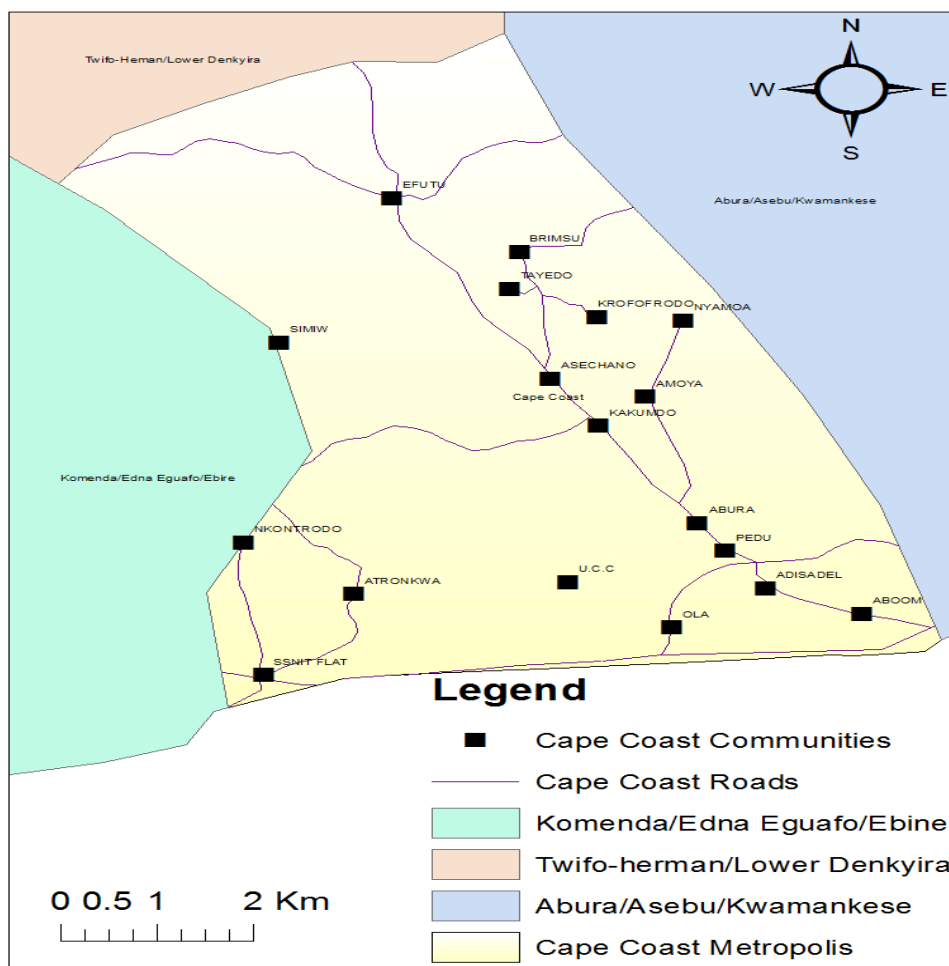 N
Twifo-Heman/Lower Denkyira
W
E
S
EFUTU
Abura/Asebu/Kwamankese
BRIMSU
TAYEDO
KROFOFRODO
NYAMOA
SIMIW
ASECHANO
AMOYA
Cape Coast
KAKUMDO
Komenda/Edna Eguafo/Ebire
ABURA
NKONTRODO
PEDU
U.C.C
ATRONKWA
ADISADEL
ABOOM
OLA
SSNIT FLAT
Legend
Cape Coast Communities
Cape Coast Roads
Komenda/Edna Eguafo/Ebine
Twifo-herman/Lower Denkyira
Abura/Asebu/Kwamankese
Cape Coast Metropolis
0 0.5 1 2 Km